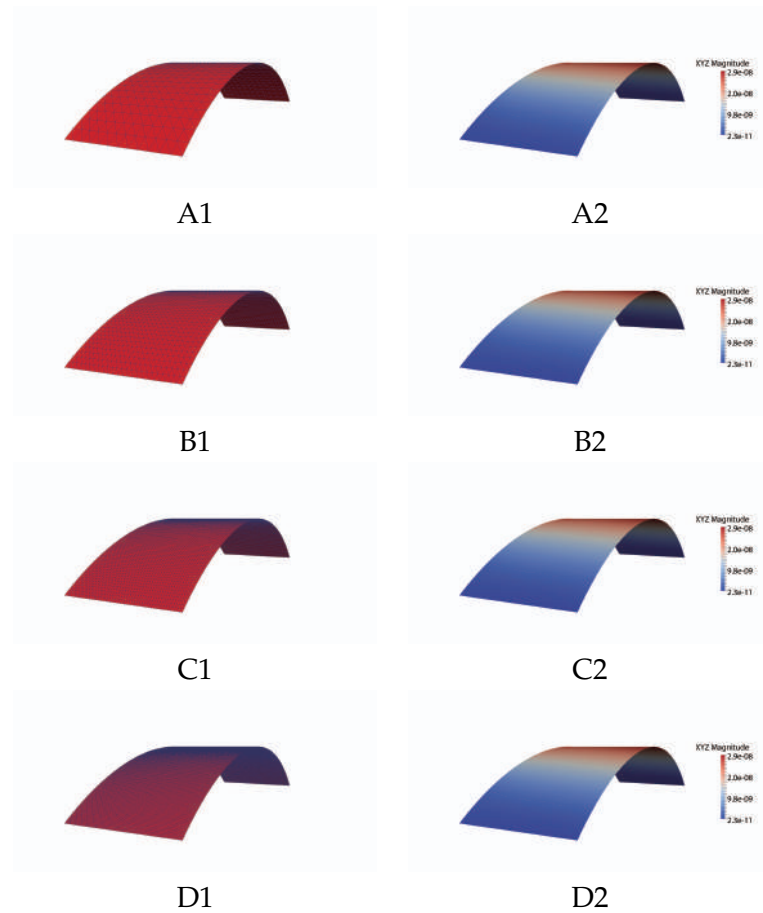 XYZ Magnitude
2.9e-08
2.0e-08
9.8e-09
2.3e-11
A1
A2
XYZ Magnitude
2.9e-08
2.0e-08
9.8e-09
2.3e-11
B1
B2
XYZ Magnitude
2.9e-08
2.0e-08
9.8e-09
2.3e-11
C1
C2
XYZ Magnitude
2.9e-08
2.0e-08
9.8e-09
2.3e-11
D1
D2